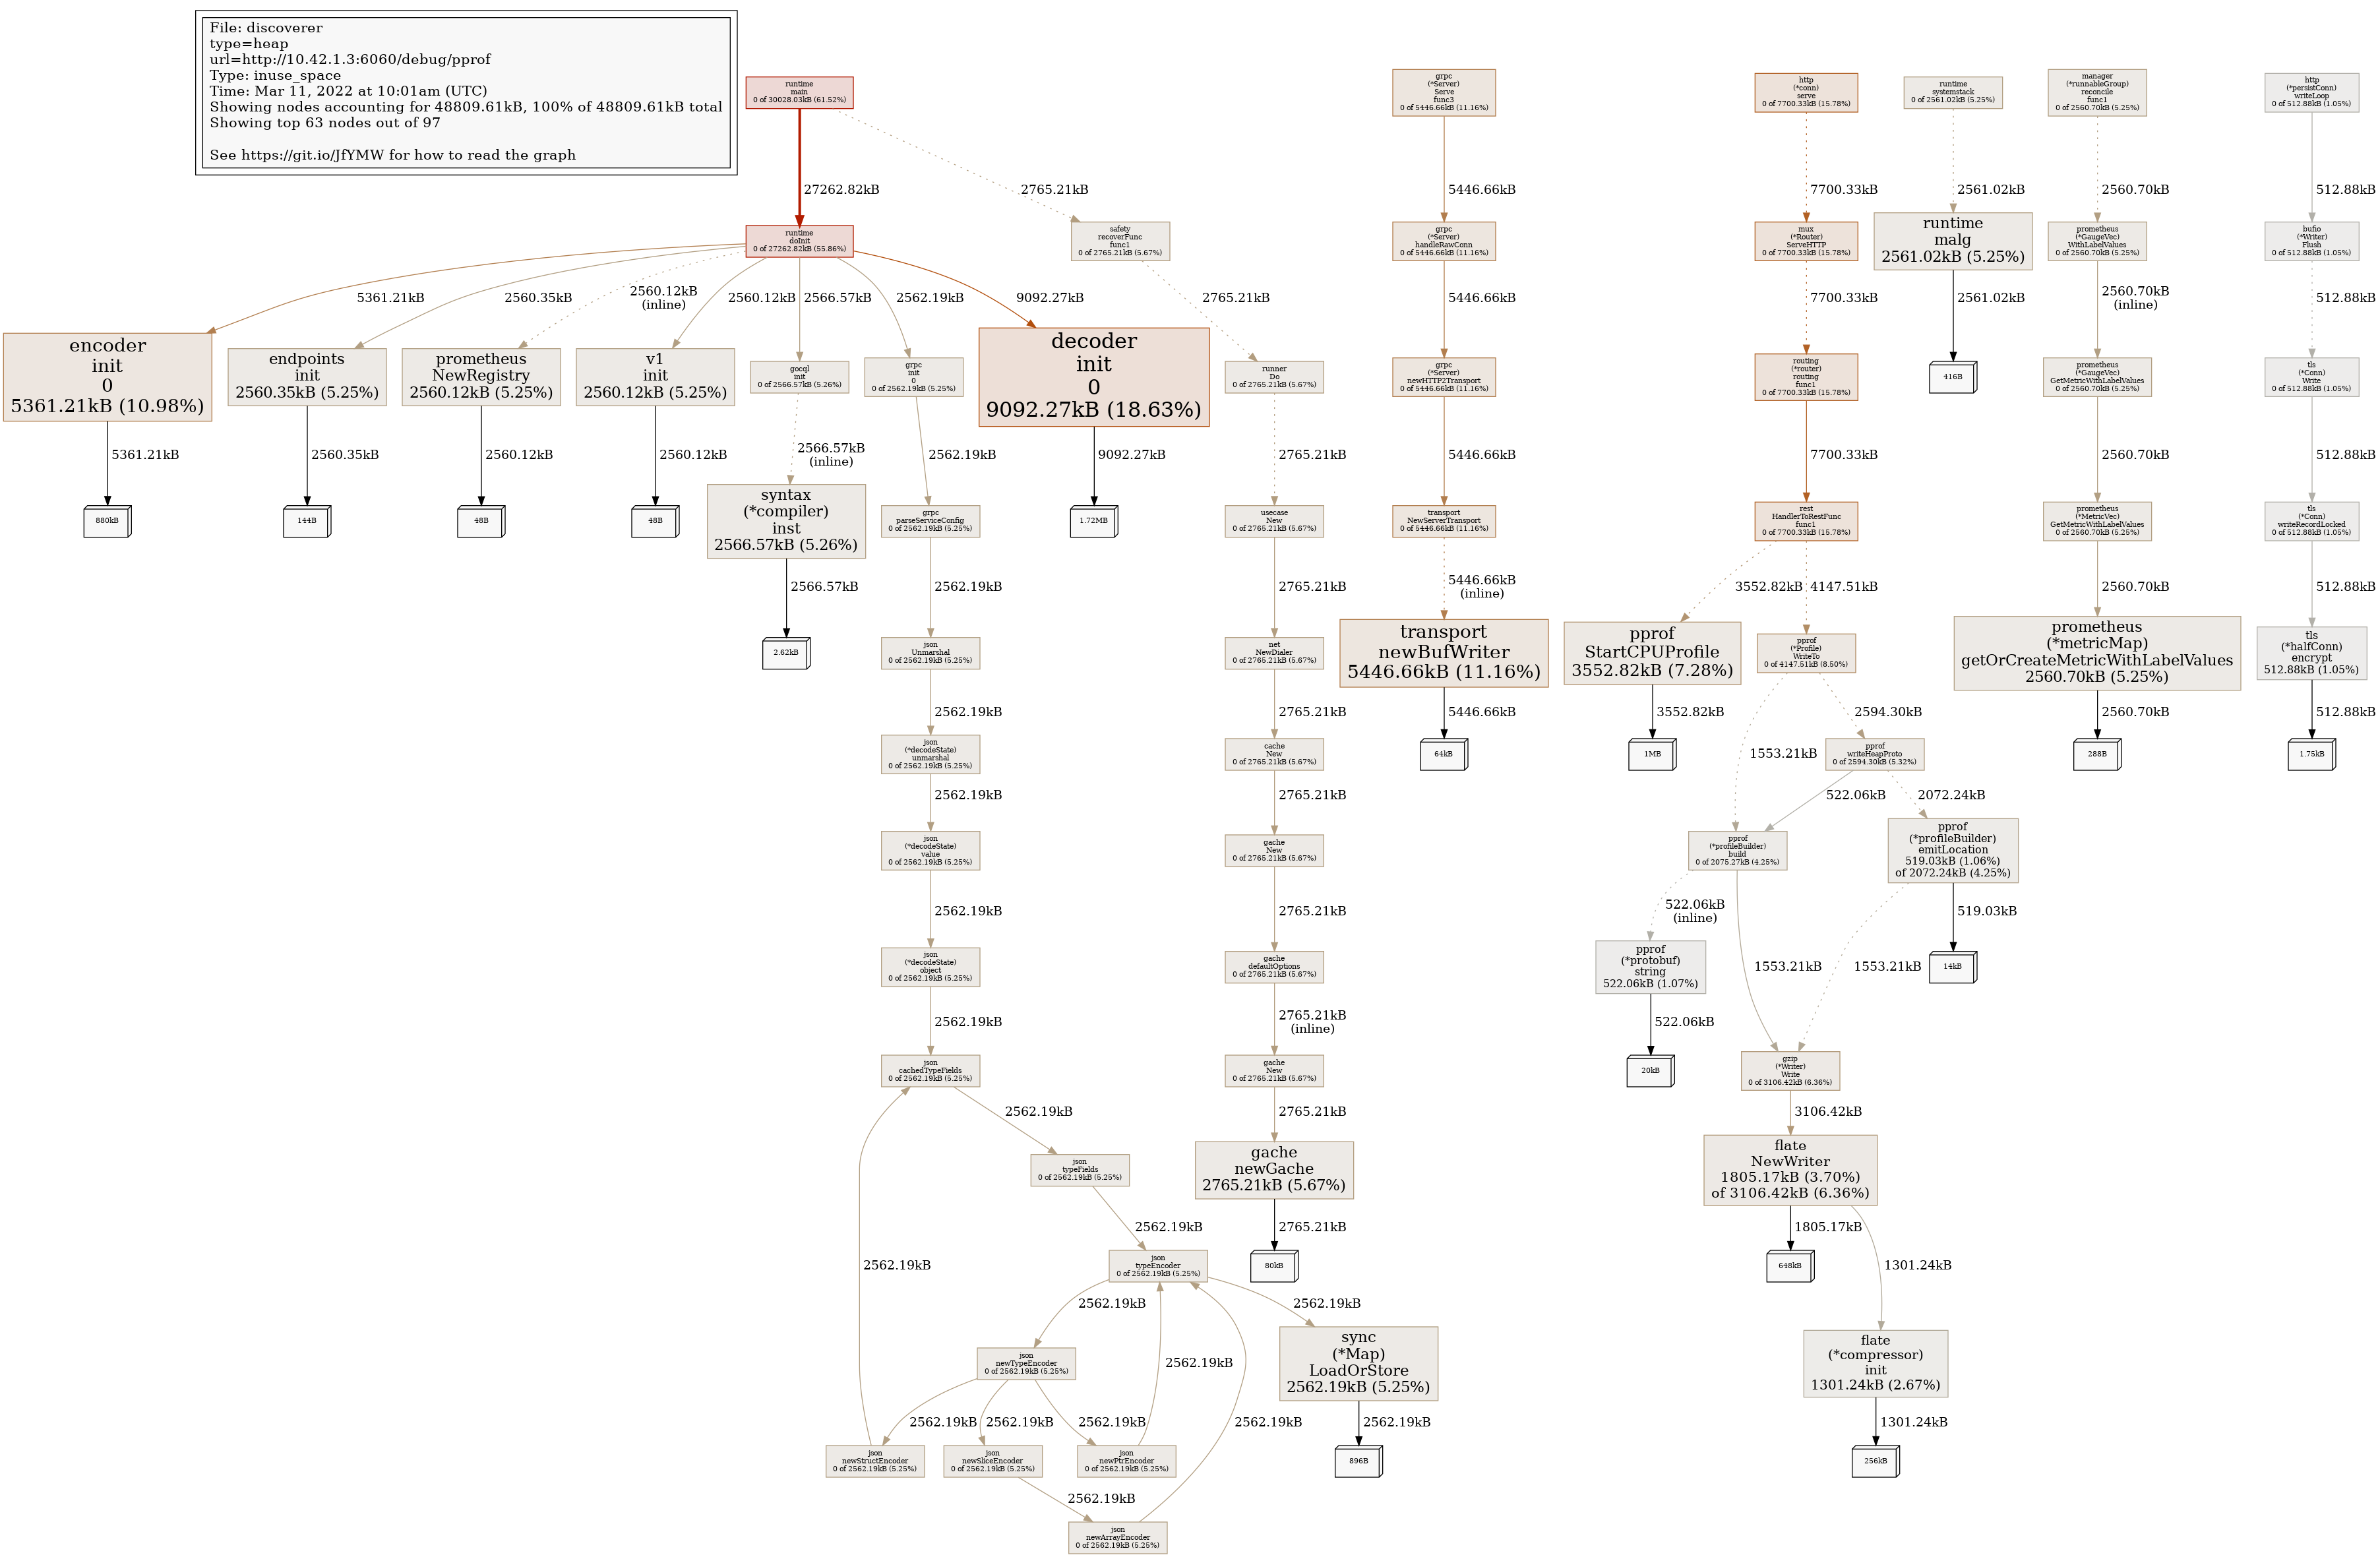 File: discoverer
type=heap
url=http://10.42.1.3:6060/debug/pprof
Type: inuse_space
Time: Mar 11, 2022 at 10:01am (UTC)
Showing nodes accounting for 48809.61kB, 100% of 48809.61kB total
Showing top 63 nodes out of 97
See https://git.io/JfYMW for how to read the graph
runtime
main
0 of 30028.03kB (61.52%)
grpc
(*Server)
Serve
func3
0 of 5446.66kB (11.16%)
http
(*conn)
serve
0 of 7700.33kB (15.78%)
runtime
systemstack
0 of 2561.02kB (5.25%)
manager
(*runnableGroup)
reconcile
func1
0 of 2560.70kB (5.25%)
http
(*persistConn)
writeLoop
0 of 512.88kB (1.05%)
27262.82kB
2765.21kB
5446.66kB
7700.33kB
2561.02kB
2560.70kB
512.88kB
runtime
doInit
0 of 27262.82kB (55.86%)
safety
recoverFunc
func1
0 of 2765.21kB (5.67%)
grpc
(*Server)
handleRawConn
0 of 5446.66kB (11.16%)
mux
(*Router)
ServeHTTP
0 of 7700.33kB (15.78%)
runtime
malg
2561.02kB (5.25%)
prometheus
(*GaugeVec)
WithLabelValues
0 of 2560.70kB (5.25%)
bufio
(*Writer)
Flush
0 of 512.88kB (1.05%)
5361.21kB
2560.35kB
2560.12kB
(inline)
2560.12kB
2566.57kB
2562.19kB
9092.27kB
2765.21kB
5446.66kB
7700.33kB
2561.02kB
2560.70kB
(inline)
512.88kB
encoder
init
0
5361.21kB (10.98%)
endpoints
init
2560.35kB (5.25%)
prometheus
NewRegistry
2560.12kB (5.25%)
v1
init
2560.12kB (5.25%)
gocql
init
0 of 2566.57kB (5.26%)
grpc
init
0
0 of 2562.19kB (5.25%)
decoder
init
0
9092.27kB (18.63%)
runner
Do
0 of 2765.21kB (5.67%)
grpc
(*Server)
newHTTP2Transport
0 of 5446.66kB (11.16%)
routing
(*router)
routing
func1
0 of 7700.33kB (15.78%)
416B
prometheus
(*GaugeVec)
GetMetricWithLabelValues
0 of 2560.70kB (5.25%)
tls
(*Conn)
Write
0 of 512.88kB (1.05%)
5361.21kB
2560.35kB
2560.12kB
2560.12kB
2566.57kB
(inline)
2562.19kB
9092.27kB
2765.21kB
5446.66kB
7700.33kB
2560.70kB
512.88kB
880kB
144B
48B
48B
syntax
(*compiler)
inst
2566.57kB (5.26%)
grpc
parseServiceConfig
0 of 2562.19kB (5.25%)
1.72MB
usecase
New
0 of 2765.21kB (5.67%)
transport
NewServerTransport
0 of 5446.66kB (11.16%)
rest
HandlerToRestFunc
func1
0 of 7700.33kB (15.78%)
prometheus
(*MetricVec)
GetMetricWithLabelValues
0 of 2560.70kB (5.25%)
tls
(*Conn)
writeRecordLocked
0 of 512.88kB (1.05%)
2566.57kB
2562.19kB
2765.21kB
5446.66kB
(inline)
3552.82kB
4147.51kB
2560.70kB
512.88kB
2.62kB
json
Unmarshal
0 of 2562.19kB (5.25%)
net
NewDialer
0 of 2765.21kB (5.67%)
transport
newBufWriter
5446.66kB (11.16%)
pprof
StartCPUProfile
3552.82kB (7.28%)
pprof
(*Profile)
WriteTo
0 of 4147.51kB (8.50%)
prometheus
(*metricMap)
getOrCreateMetricWithLabelValues
2560.70kB (5.25%)
tls
(*halfConn)
encrypt
512.88kB (1.05%)
2562.19kB
2765.21kB
5446.66kB
3552.82kB
1553.21kB
2594.30kB
2560.70kB
512.88kB
json
(*decodeState)
unmarshal
0 of 2562.19kB (5.25%)
cache
New
0 of 2765.21kB (5.67%)
64kB
1MB
pprof
writeHeapProto
0 of 2594.30kB (5.32%)
288B
1.75kB
2562.19kB
2765.21kB
522.06kB
2072.24kB
json
(*decodeState)
value
0 of 2562.19kB (5.25%)
gache
New
0 of 2765.21kB (5.67%)
pprof
(*profileBuilder)
build
0 of 2075.27kB (4.25%)
pprof
(*profileBuilder)
emitLocation
519.03kB (1.06%)
of 2072.24kB (4.25%)
2562.19kB
2765.21kB
522.06kB
(inline)
1553.21kB
1553.21kB
519.03kB
json
(*decodeState)
object
0 of 2562.19kB (5.25%)
gache
defaultOptions
0 of 2765.21kB (5.67%)
pprof
(*protobuf)
string
522.06kB (1.07%)
14kB
2562.19kB
2765.21kB
(inline)
522.06kB
json
cachedTypeFields
0 of 2562.19kB (5.25%)
gache
New
0 of 2765.21kB (5.67%)
20kB
gzip
(*Writer)
Write
0 of 3106.42kB (6.36%)
2562.19kB
2765.21kB
3106.42kB
json
typeFields
0 of 2562.19kB (5.25%)
gache
newGache
2765.21kB (5.67%)
flate
NewWriter
1805.17kB (3.70%)
of 3106.42kB (6.36%)
2562.19kB
2562.19kB
2765.21kB
1805.17kB
1301.24kB
json
typeEncoder
0 of 2562.19kB (5.25%)
80kB
648kB
2562.19kB
2562.19kB
2562.19kB
2562.19kB
json
newTypeEncoder
0 of 2562.19kB (5.25%)
sync
(*Map)
LoadOrStore
2562.19kB (5.25%)
flate
(*compressor)
init
1301.24kB (2.67%)
2562.19kB
2562.19kB
2562.19kB
2562.19kB
1301.24kB
json
newStructEncoder
0 of 2562.19kB (5.25%)
json
newSliceEncoder
0 of 2562.19kB (5.25%)
json
newPtrEncoder
0 of 2562.19kB (5.25%)
896B
256kB
2562.19kB
json
newArrayEncoder
0 of 2562.19kB (5.25%)